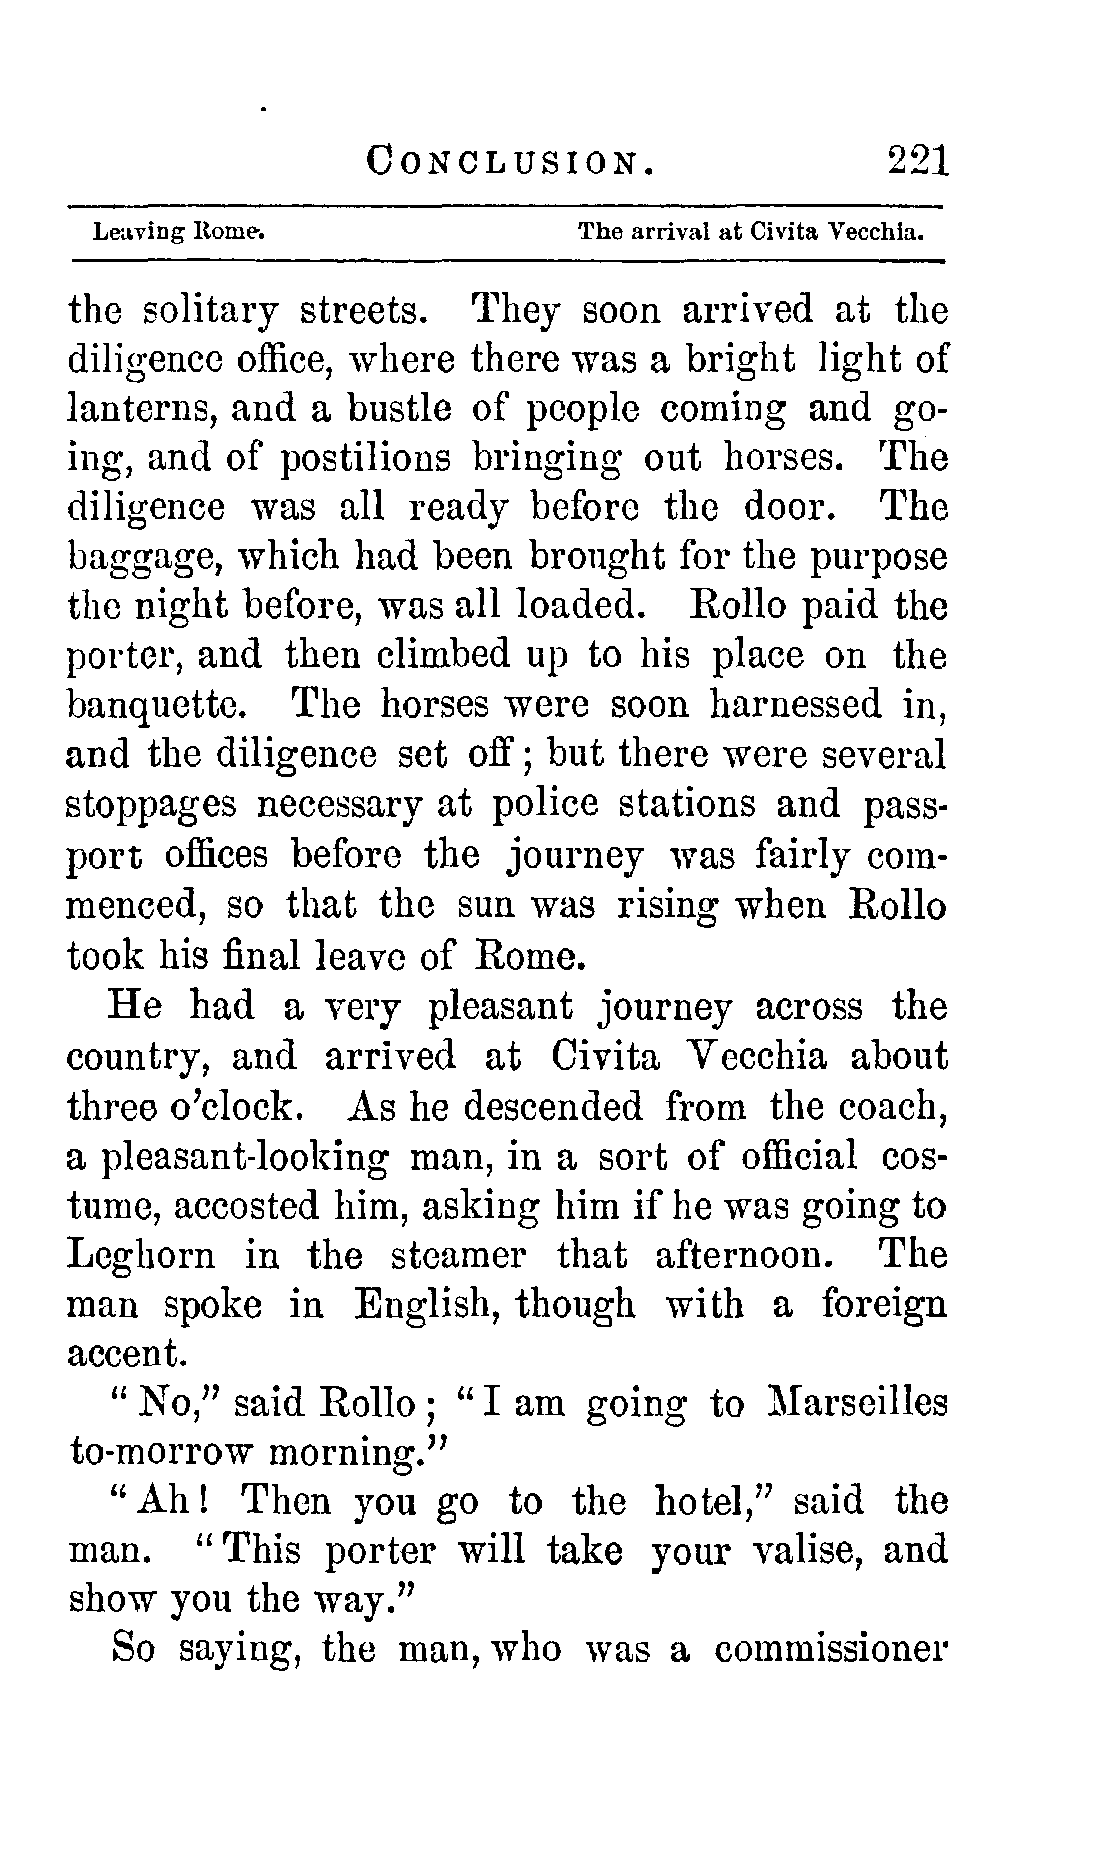 CONCLUSION. 221
Leaving Rome. The arrival at Civita Vecchia.
the solitary streets. They soon arrived at the
diligence office, where there was a bright light of
lanterns, and a bustle of people coming and go-
ing, and of postilions bringing out horses. The
diligence was all ready before the door. The
baggage, which had been brought for the purpose
the night before, was all loaded. Rollo paid the
porter, and then climbed up to his place on the
banquette. The horses were soon harnessed in,
and the diligence set off; but there were several
stoppages necessary at police stations and pass-
port offices before the journey was fairly com-
menced, so that the sun was rising when Rollo
took his final leave of Rome.
He had a very pleasant journey across the
country, and arrived at Civita Vecchia about
three o'clock. As he descended from the coach,
a pleasant-looking man, in a sort of official cos-
tume, accosted him, asking him if he was going to
Leghorn in the steamer that afternoon. The
man spoke in English, though with a foreign
accent.
"No," said Rollo; "I am going to Marseilles
to-morrow morning."
"Ah! Then you go to the hotel," said the
man. "This porter will take your valise, and
show you the way."
So saying, the man, who was a commissioner